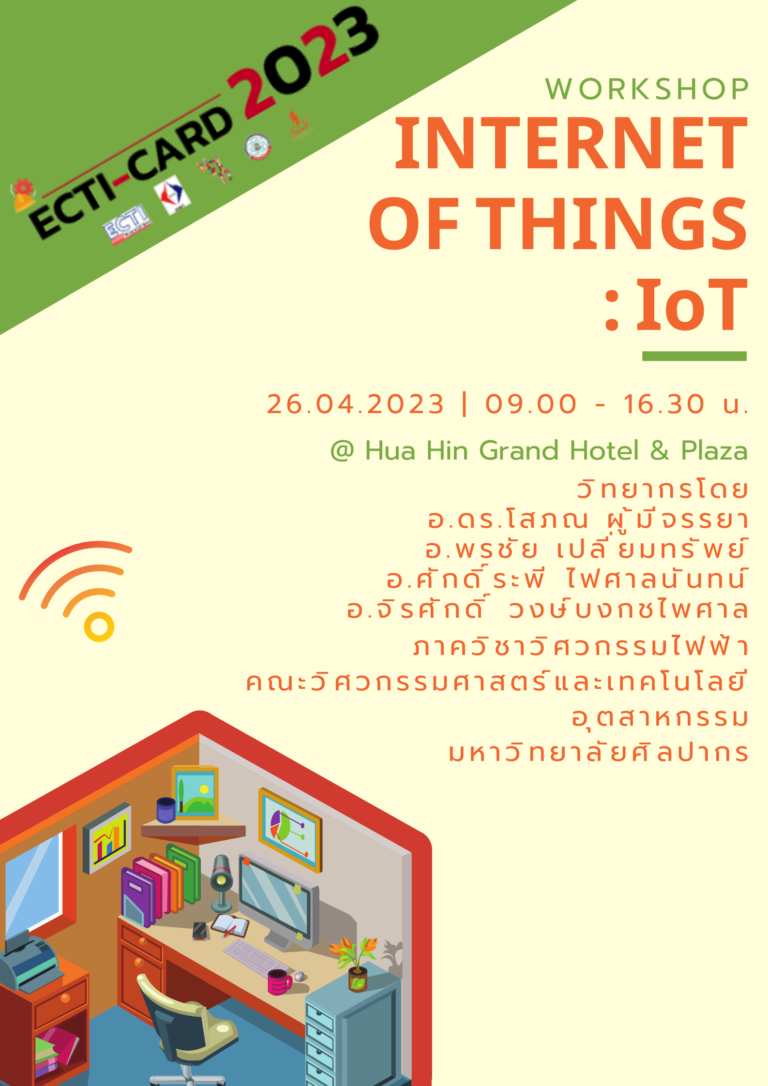 ECTI-CARD 2023
ECTI
WORKSHOP
INTERNET
OF THINGS
: IoT
26.04.2023 | 09.00 - 16.30 น.
@ Hua Hin Grand Hotel & Plaza
วิทยากรโดย
อ.ดร.โสภณ ผู้มีจรรยา
อ.พรชัย เปลี่ยมทรัพย์
อ.ศักดิ์ระพี ไพศาลนันทน์
อ.จิรศักดิ์ วงษ์บงกชไพศาล
ภาควิชาวิศวกรรมไฟฟ้า
คณะวิศวกรรมศาสตร์และเทคโนโลยี
อุตสาหกรรม
มหาวิทยาลัยศิลปากร